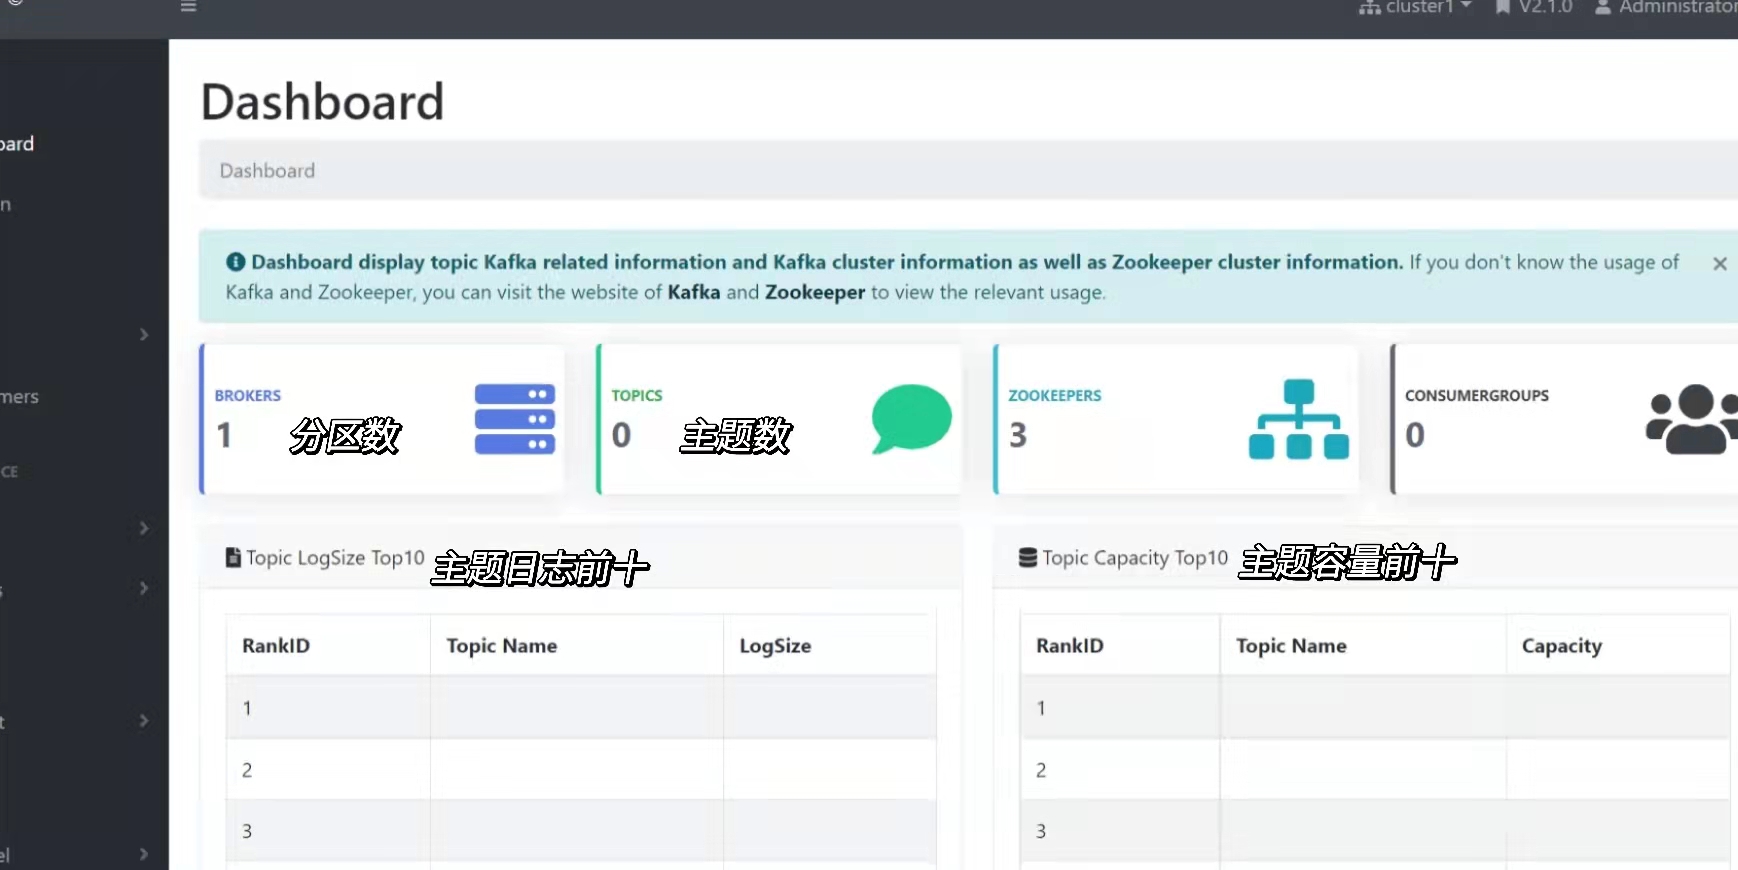 cluster1
V2.1.0
Administrator
Dashboard
Dashboard
Dashboard display topic Kafka related information and Kafka cluster information as well as Zookeeper cluster information. If you don't know the usage of
Kafka and Zookeeper, you can visit the website of Kafka and Zookeeper to view the relevant usage.
BROKERS
1 分区数
TOPICS
0 主题数
ZOOKEEPERS
3
CONSUMERGROUPS
0
Topic LogSize Top10 主题日志前十
RankID Topic Name LogSize
1
2
3
Topic Capacity Top10 主题容量前十
RankID Topic Name Capacity
1
2
3